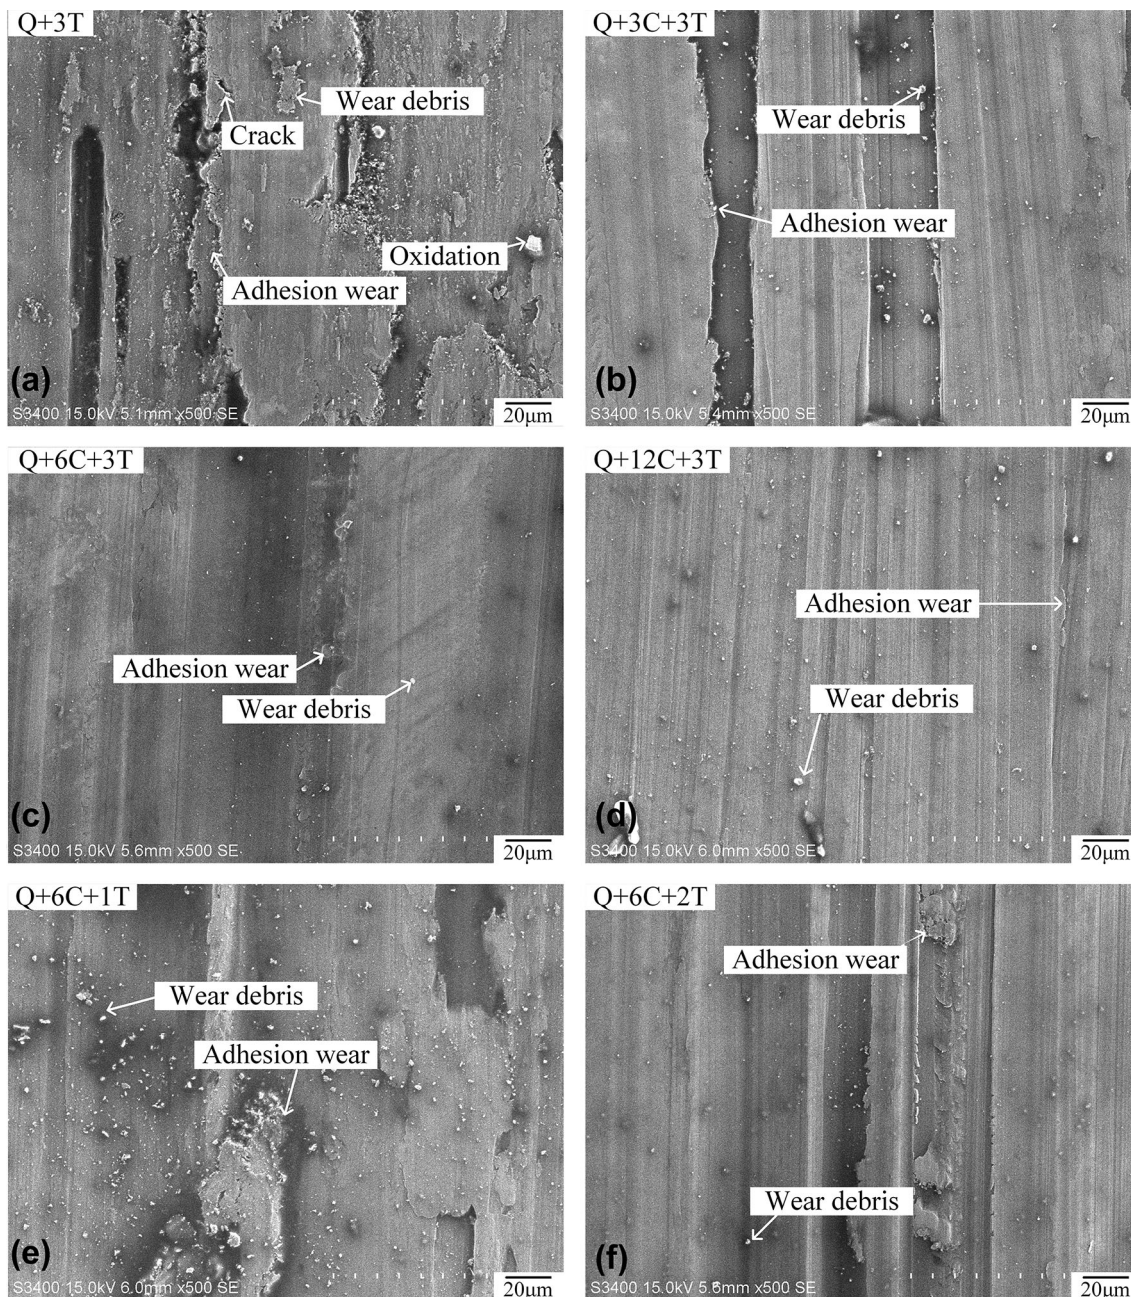 Q+3T
Wear debris
Crack
Oxidation
Adhesion wear
(a)
S3400 15.0kV 5.1mm x500 SE
20μm
Q+3C+3T
Wear debris
Adhesion wear
(b)
S3400 15.0kV 5.4mm x500 SE
20μm
Q+6C+3T
Adhesion wear
Wear debris
(c)
S3400 15.0kV 5.6mm x500 SE
20μm
Q+12C+3T
Adhesion wear
Wear debris
(d)
S3400 15.0kV 6.0mm x500 SE
20μm
Q+6C+1T
Wear debris
Adhesion wear
(e)
S3400 15.0kV 6.0mm x500 SE
20μm
Q+6C+2T
Adhesion wear
Wear debris
(f)
S3400 15.0kV 5.6mm x500 SE
20μm